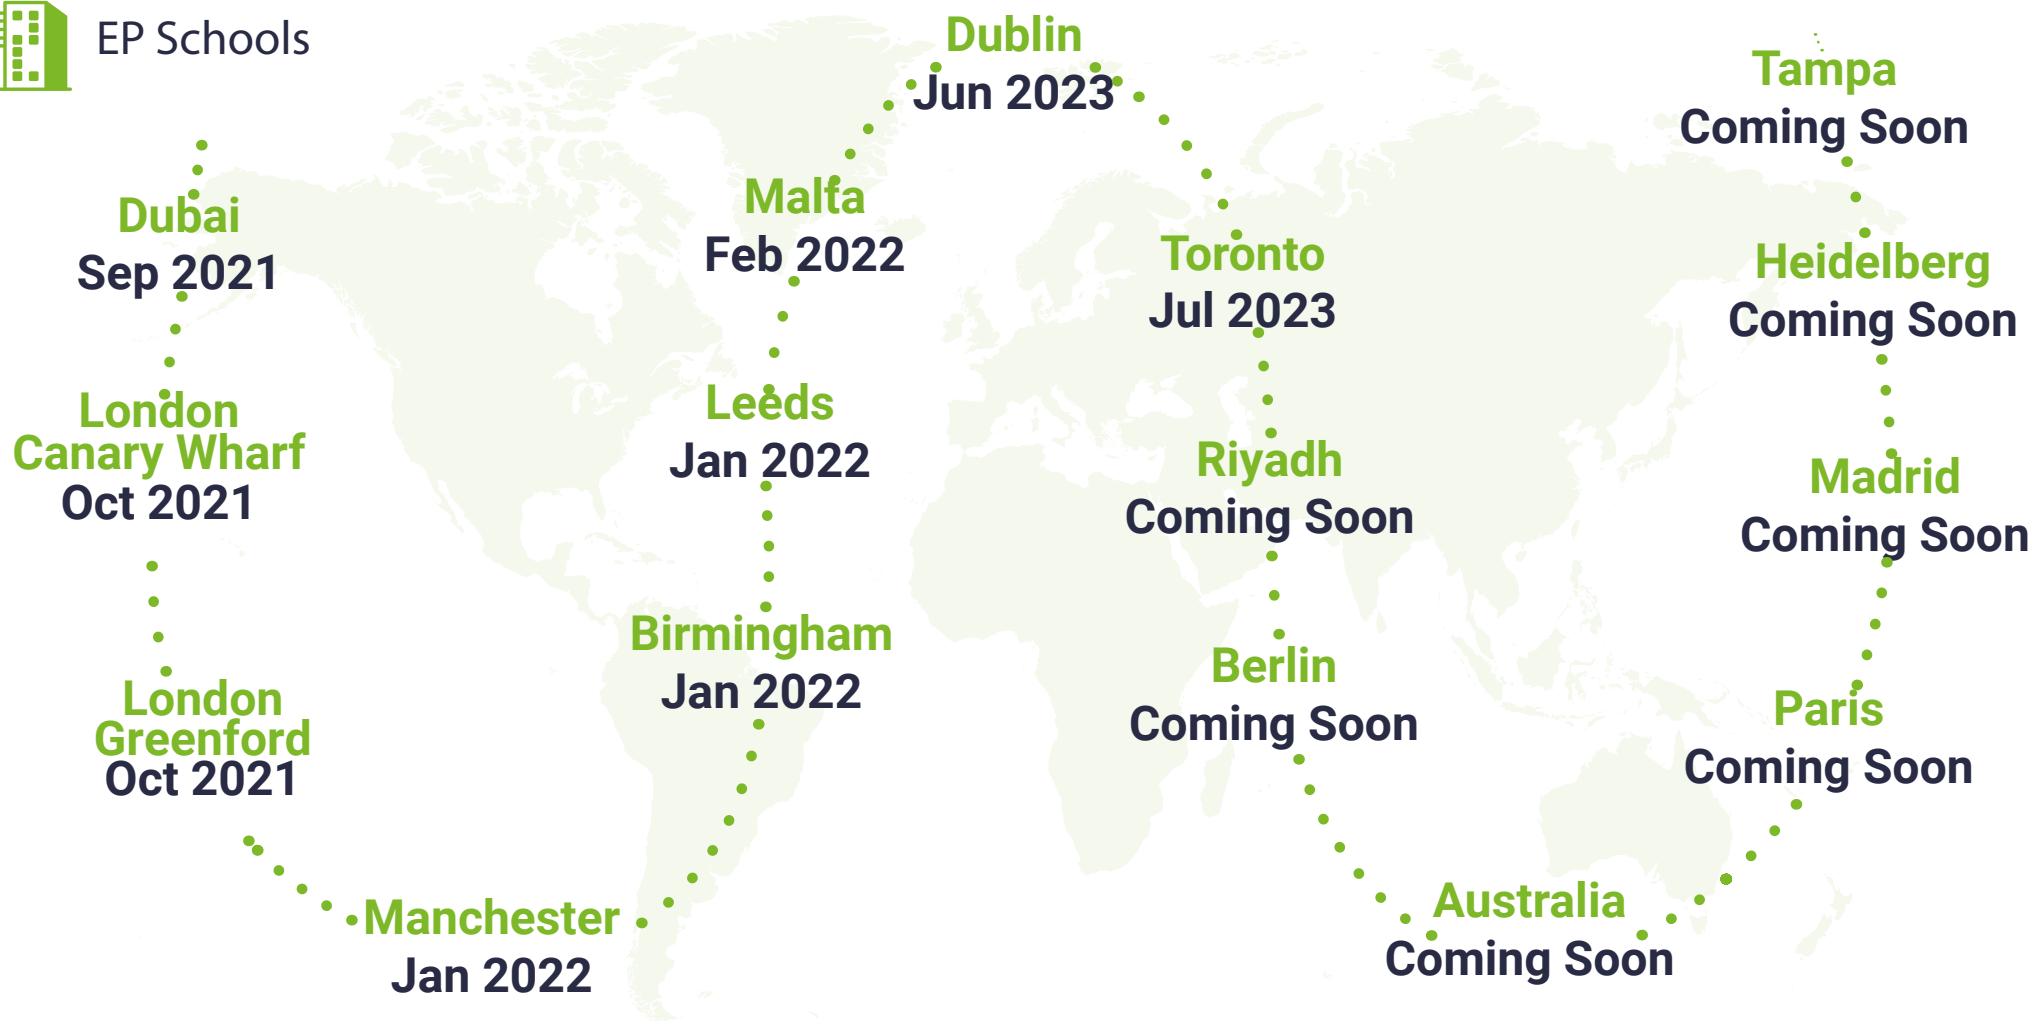 EP Schools
Dubai
Sep 2021
London
Canary Wharf
Oct 2021
London
Greenford
Oct 2021
Manchester
Jan 2022
Birmingham
Jan 2022
Leeds
Jan 2022
Malta
Feb 2022
Dublin
Jun 2023
Toronto
Jul 2023
Riyadh
Coming Soon
Berlin
Coming Soon
Australia
Coming Soon
Paris
Coming Soon
Madrid
Coming Soon
Heidelberg
Coming Soon
Tampa
Coming Soon